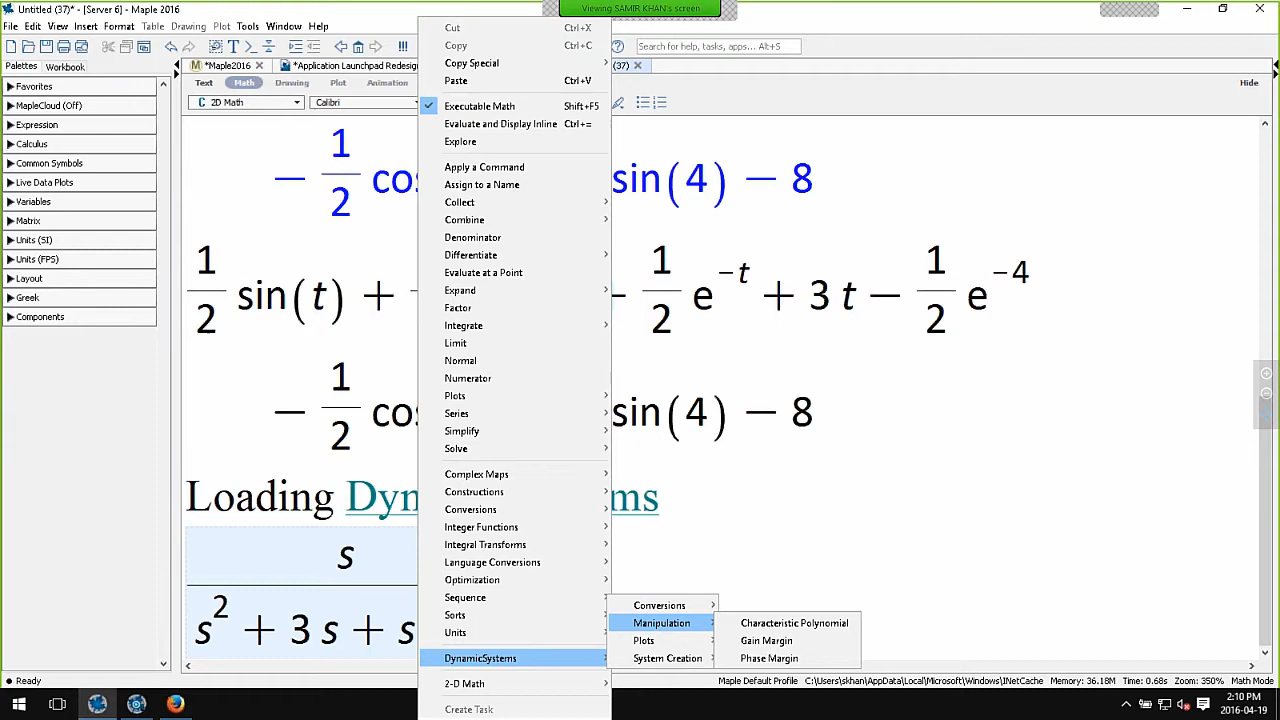 Untitled (37)* - [Server 6] Maple 2016
Viewing SAMIR KHAN's screen
File Edit View Insert Format Table Drawing Plot Tools Window Help
Search for help, tasks, apps... Alt+S
Palettes Workbook
*Maple2016 *Application Launchpad Redesig (37)
Text Math Drawing Plot Animation Hide
2D Math Calibri
Favorites
MapleCloud (Off)
Expression
Calculus
Common Symbols
Live Data Plots
Variables
Matrix
Units (SI)
Units (FPS)
Layout
Greek
Components
Cut Ctrl+X
Copy Ctrl+C
Copy Special
Paste Ctrl+V
Executable Math Shift+F5
Evaluate and Display Inline Ctrl+=
Explore
Apply a Command
Assign to a Name
Collect
Combine
Denominator
Differentiate
Evaluate at a Point
Expand
Factor
Integrate
Limit
Normal
Numerator
Plots
Series
Simplify
Solve
Complex Maps
Constructions
Conversions
Integer Functions
Integral Transforms
Language Conversions
Optimization
Sequence
Sorts
Units
DynamicSystems
2-D Math
Create Task
Conversions
Manipulation
Plots
System Creation
Characteristic Polynomial
Gain Margin
Phase Margin
− 1/2 cos sin(4) − 8
1/2 sin(t) + − 1/2 e^−t + 3 t − 1/2 e^−4
− 1/2 cos sin(4) − 8
Loading Dyn ms
s
s^2 + 3 s + s
Ready
Maple Default Profile C:\Users\skhan\AppData\Local\Microsoft\Windows\INetCache Memory: 36.18M Time: 0.68s Zoom: 350% Math Mode
2:10 PM
2016-04-19